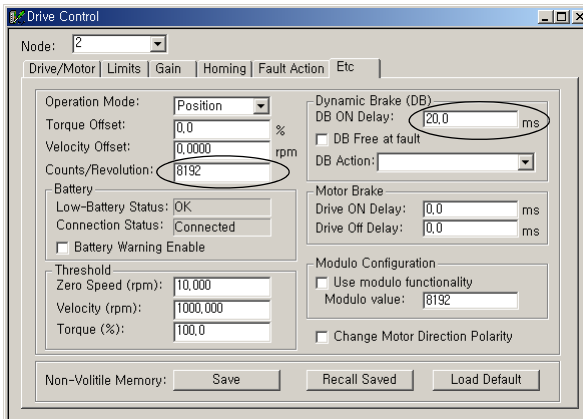 Drive Control
Node: 2
Drive/Motor Limits Gain Homing Fault Action Etc
Operation Mode: Position
Torque Offset: 0,0 %
Velocity Offset: 0,0000 rpm
Counts/Revolution: 8192
Battery
Low-Battery Status: OK
Connection Status: Connected
Battery Warning Enable
Threshold
Zero Speed (rpm): 10,000
Velocity (rpm): 1000,000
Torque (%): 100,0
Dynamic Brake (DB)
DB ON Delay: 20,0 ms
DB Free at fault
DB Action:
Motor Brake
Drive ON Delay: 0,0 ms
Drive Off Delay: 0,0 ms
Modulo Configuration
Use modulo functionality
Modulo value: 8192
Change Motor Direction Polarity
Non-Volitile Memory: Save Recall Saved Load Default